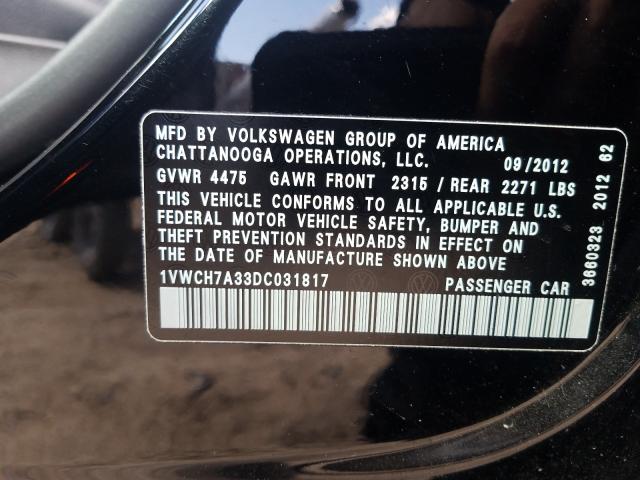 MFD BY VOLKSWAGEN GROUP OF AMERICA
CHATTANOOGA OPERATIONS, LLC. 09/2012
GVWR 4475 GAWR FRONT 2315 / REAR 2271 LBS
THIS VEHICLE CONFORMS TO ALL APPLICABLE U.S.
FEDERAL MOTOR VEHICLE SAFETY, BUMPER AND
THEFT PREVENTION STANDARDS IN EFFECT ON
THE DATE OF MANUFACTURE SHOWN ABOVE
1VWCH7A33DC031817 PASSENGER CAR
3660323 2012 62